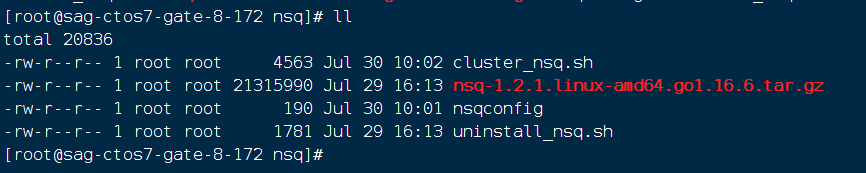 [root@sag-ctos7-gate-8-172 nsq]# ll
total 20836
-rw-r--r-- 1 root root     4563 Jul 30 10:02 cluster_nsq.sh
-rw-r--r-- 1 root root 21315990 Jul 29 16:13 nsq-1.2.1.linux-amd64.go1.16.6.tar.gz
-rw-r--r-- 1 root root      190 Jul 30 10:01 nsqconfig
-rw-r--r-- 1 root root     1781 Jul 29 16:13 uninstall_nsq.sh
[root@sag-ctos7-gate-8-172 nsq]#